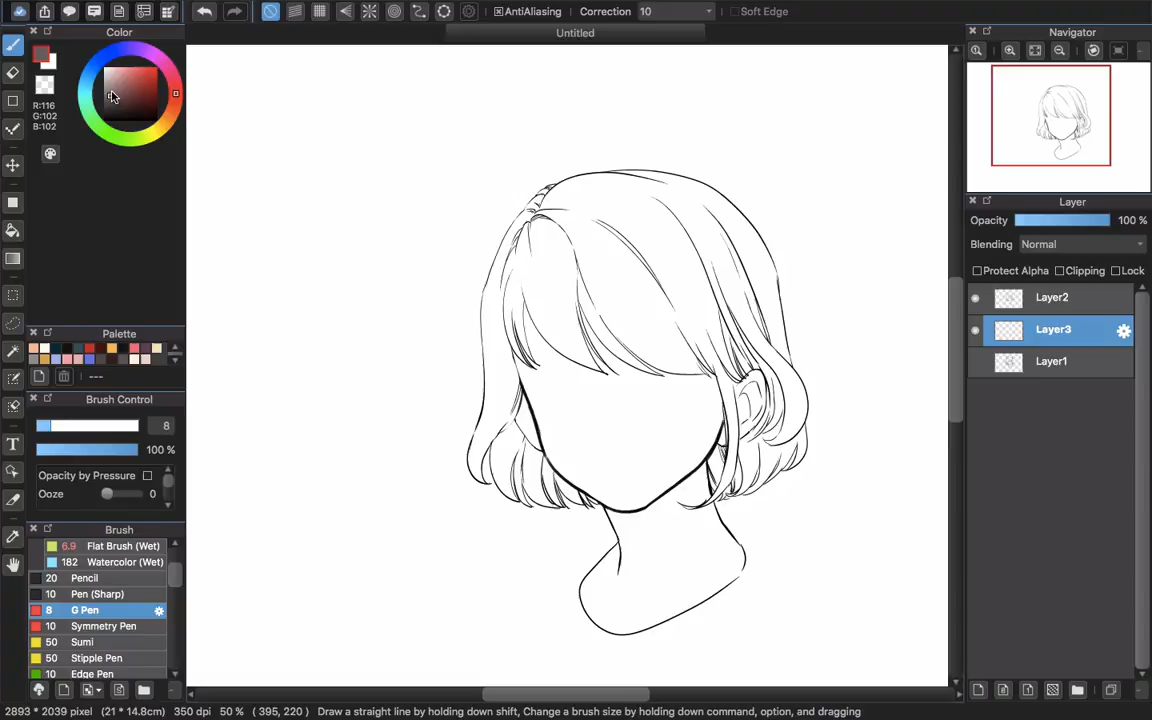 AntiAliasing Correction 10 Soft Edge
Untitled
Color
R:116
G:102
B:102
Palette
---
Brush Control
8
100 %
Opacity by Pressure
Ooze 0
Brush
6.9 Flat Brush (Wet)
182 Watercolor (Wet)
20 Pencil
10 Pen (Sharp)
8 G Pen
10 Symmetry Pen
50 Sumi
50 Stipple Pen
10 Edge Pen
Navigator
Layer
Opacity 100 %
Blending Normal
Protect Alpha Clipping Lock
Layer2
Layer3
Layer1
2893 * 2039 pixel (21 * 14.8cm) 350 dpi 50 % ( 395, 220 ) Draw a straight line by holding down shift, Change a brush size by holding down command, option, and dragging